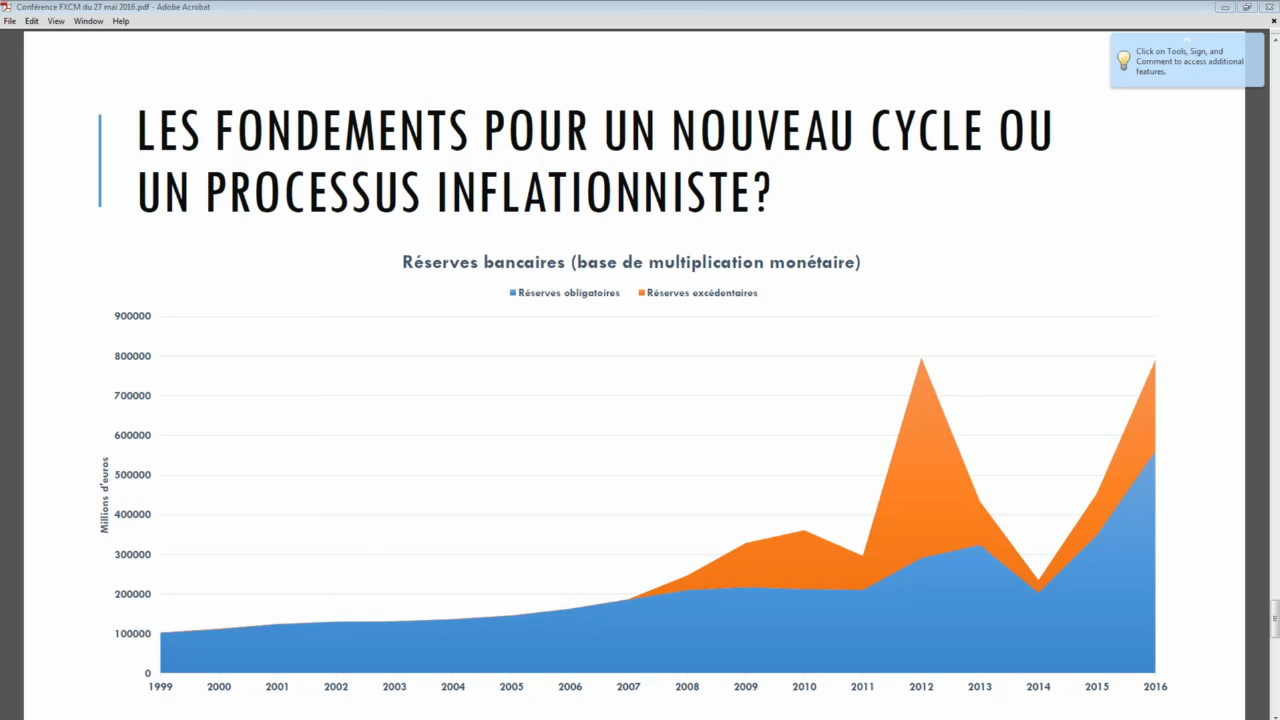 Conférence FXCM du 27 mai 2016.pdf - Adobe Acrobat
File Edit View Window Help
Click on Tools, Sign, and
Comment to access additional
features.
LES FONDEMENTS POUR UN NOUVEAU CYCLE OU
UN PROCESSUS INFLATIONNISTE?
Réserves bancaires (base de multiplication monétaire)
Réserves obligatoires Réserves excédentaires
Millions d'euros
900000
800000
700000
600000
500000
400000
300000
200000
100000
0
1999 2000 2001 2002 2003 2004 2005 2006 2007 2008 2009 2010 2011 2012 2013 2014 2015 2016